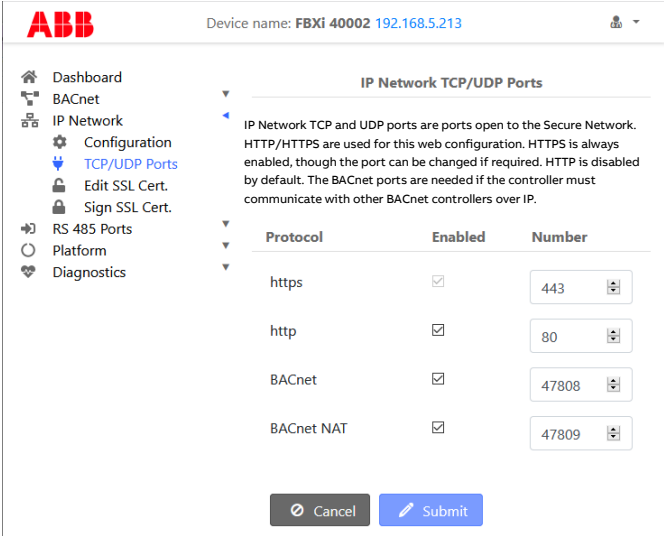 ABB
Device name: FBXi 40002 192.168.5.213
Dashboard
BACnet
IP Network
Configuration
TCP/UDP Ports
Edit SSL Cert.
Sign SSL Cert.
RS 485 Ports
Platform
Diagnostics
IP Network TCP/UDP Ports
IP Network TCP and UDP ports are ports open to the Secure Network.
HTTP/HTTPS are used for this web configuration. HTTPS is always
enabled, though the port can be changed if required. HTTP is disabled
by default. The BACnet ports are needed if the controller must
communicate with other BACnet controllers over IP.
Protocol Enabled Number
https 443
http 80
BACnet 47808
BACnet NAT 47809
Cancel Submit